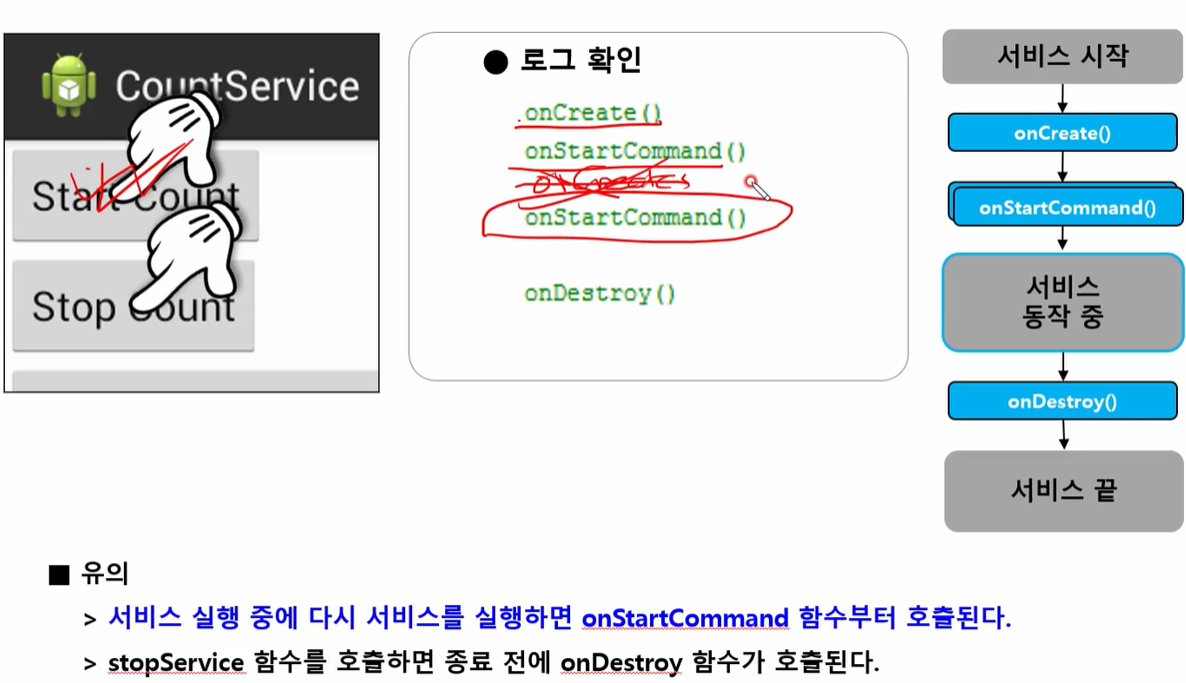 CountService
Start Count
Stop Count
● 로그 확인
onCreate()
onStartCommand()
onStartCommand()
onDestroy()
서비스 시작
onCreate()
onStartCommand()
서비스
동작 중
onDestroy()
서비스 끝
■ 유의
> 서비스 실행 중에 다시 서비스를 실행하면 onStartCommand 함수부터 호출된다.
> stopService 함수를 호출하면 종료 전에 onDestroy 함수가 호출된다.